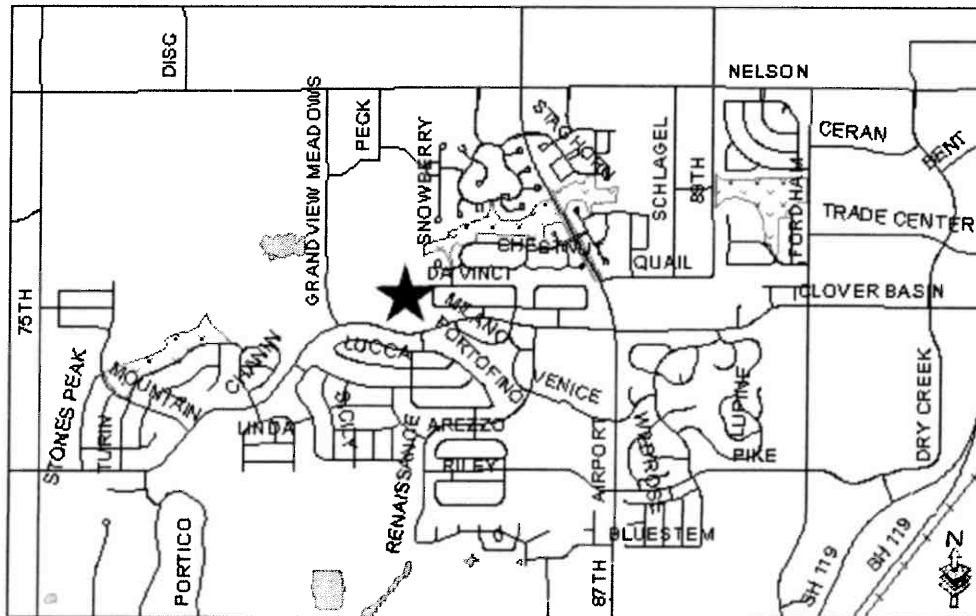 DISC
NELSON
GRANDVIEW MEADOWS
PECK
SNOWBERRY
STAGHORN
SCHLAGEL
89TH
FORDHAM
CERAN
BENT
TRADE CENTER
CHESTNUT
QUAIL
DA VINCI
CLOVER BASIN
75TH
MILANO
LUCCA
PORTOFINO
VENICE
STONES PEAK
MOUNTAIN
TURIN
LINDA
SICILY
RENAISSANCE
AREZZO
RILEY
AIRPORT
LUPINE
PIKE
DRY CREEK
BLUESTEM
PORTICO
87TH
SH 119
BH 119
N